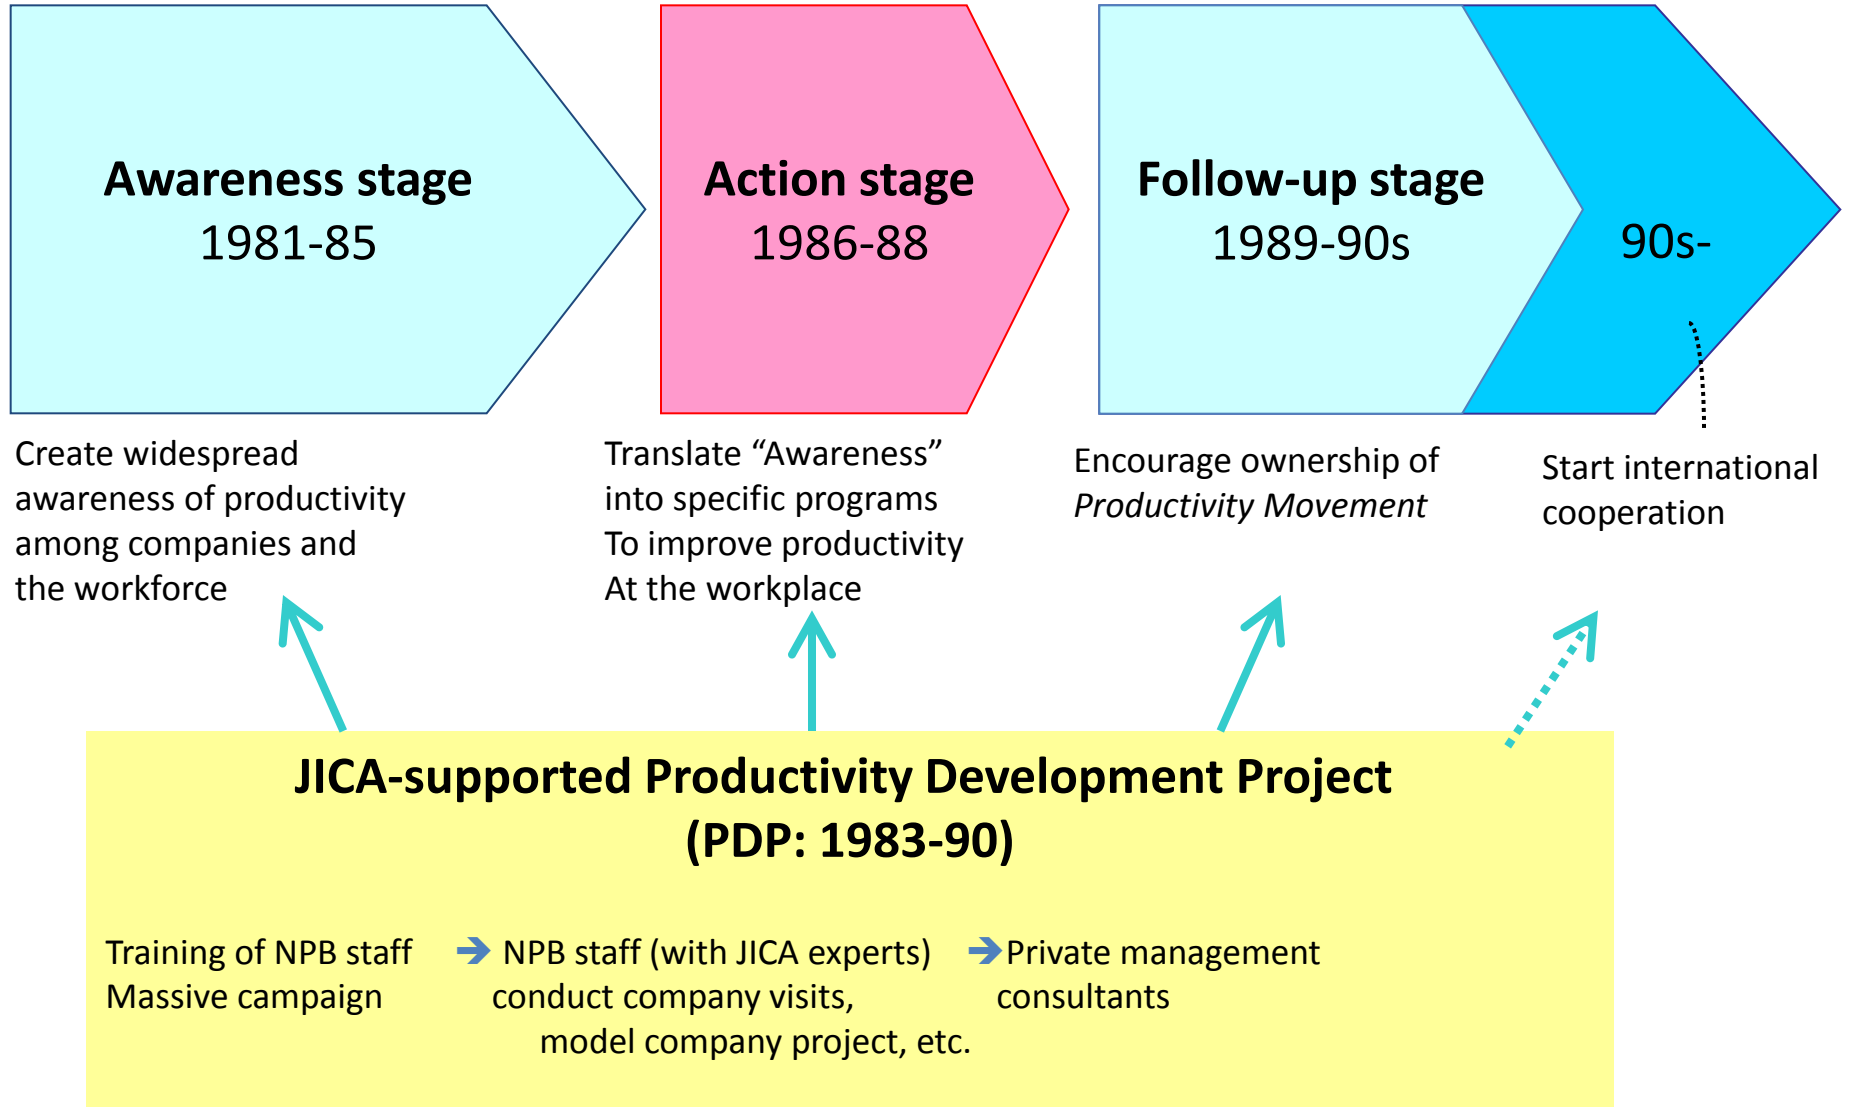 Awareness stage
1981-85
Action stage
1986-88
Follow-up stage
1989-90s
90s-
Create widespread
awareness of productivity
among companies and
the workforce
Translate “Awareness”
into specific programs
To improve productivity
At the workplace
Encourage ownership of
Productivity Movement
Start international
cooperation
JICA-supported Productivity Development Project
(PDP: 1983-90)
Training of NPB staff
Massive campaign
NPB staff (with JICA experts)
conduct company visits,
model company project, etc.
Private management
consultants